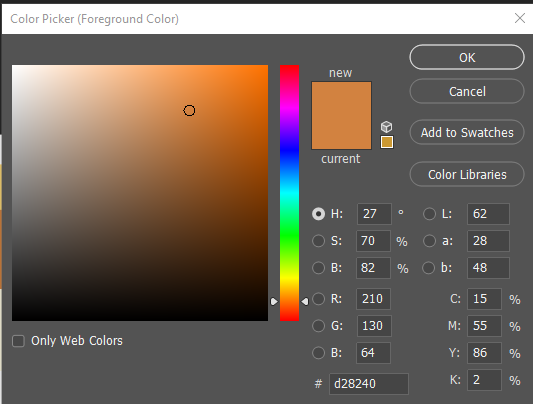 Color Picker (Foreground Color)
new
current
OK
Cancel
Add to Swatches
Color Libraries
H: 27 °
S: 70 %
B: 82 %
R: 210
G: 130
B: 64
# d28240
L: 62
a: 28
b: 48
C: 15 %
M: 55 %
Y: 86 %
K: 2 %
Only Web Colors